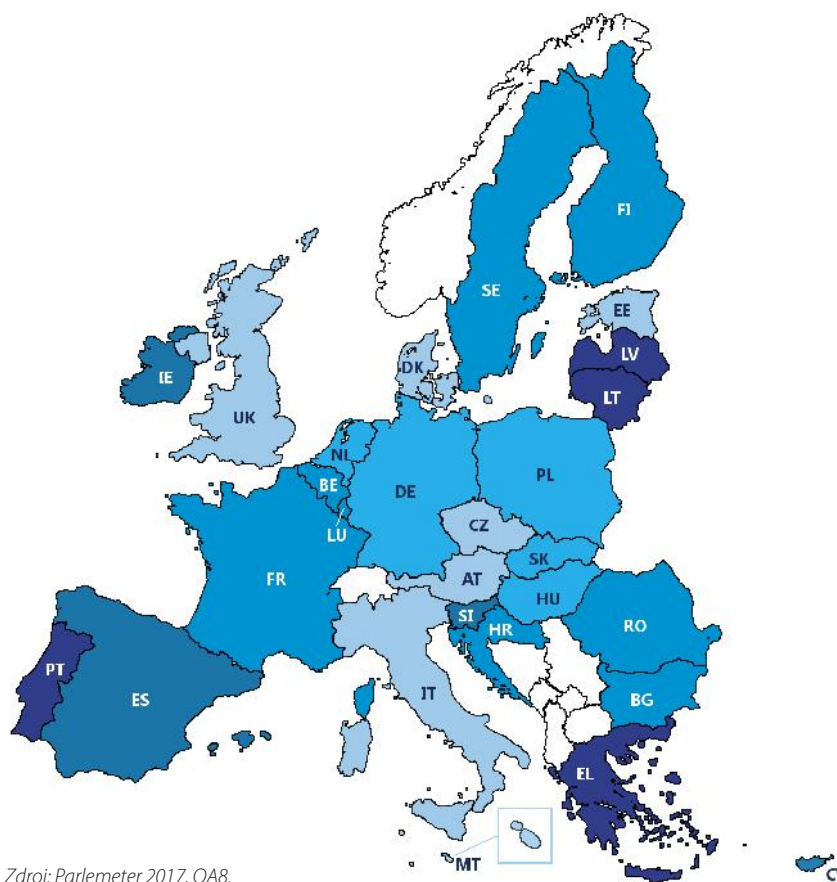 FI
SE
EE
LV
LT
DK
IE
UK
NL
BE
LU
DE
PL
CZ
SK
AT
HU
FR
SI
HR
RO
BG
IT
PT
ES
EL
MT
C
Zdroj: Parlemeter 2017, QA8.